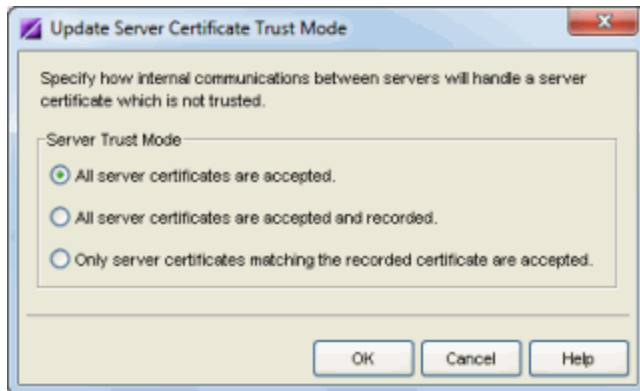 Update Server Certificate Trust Mode
Specify how internal communications between servers will handle a server
certificate which is not trusted.
Server Trust Mode
All server certificates are accepted.
All server certificates are accepted and recorded.
Only server certificates matching the recorded certificate are accepted.
OK Cancel Help